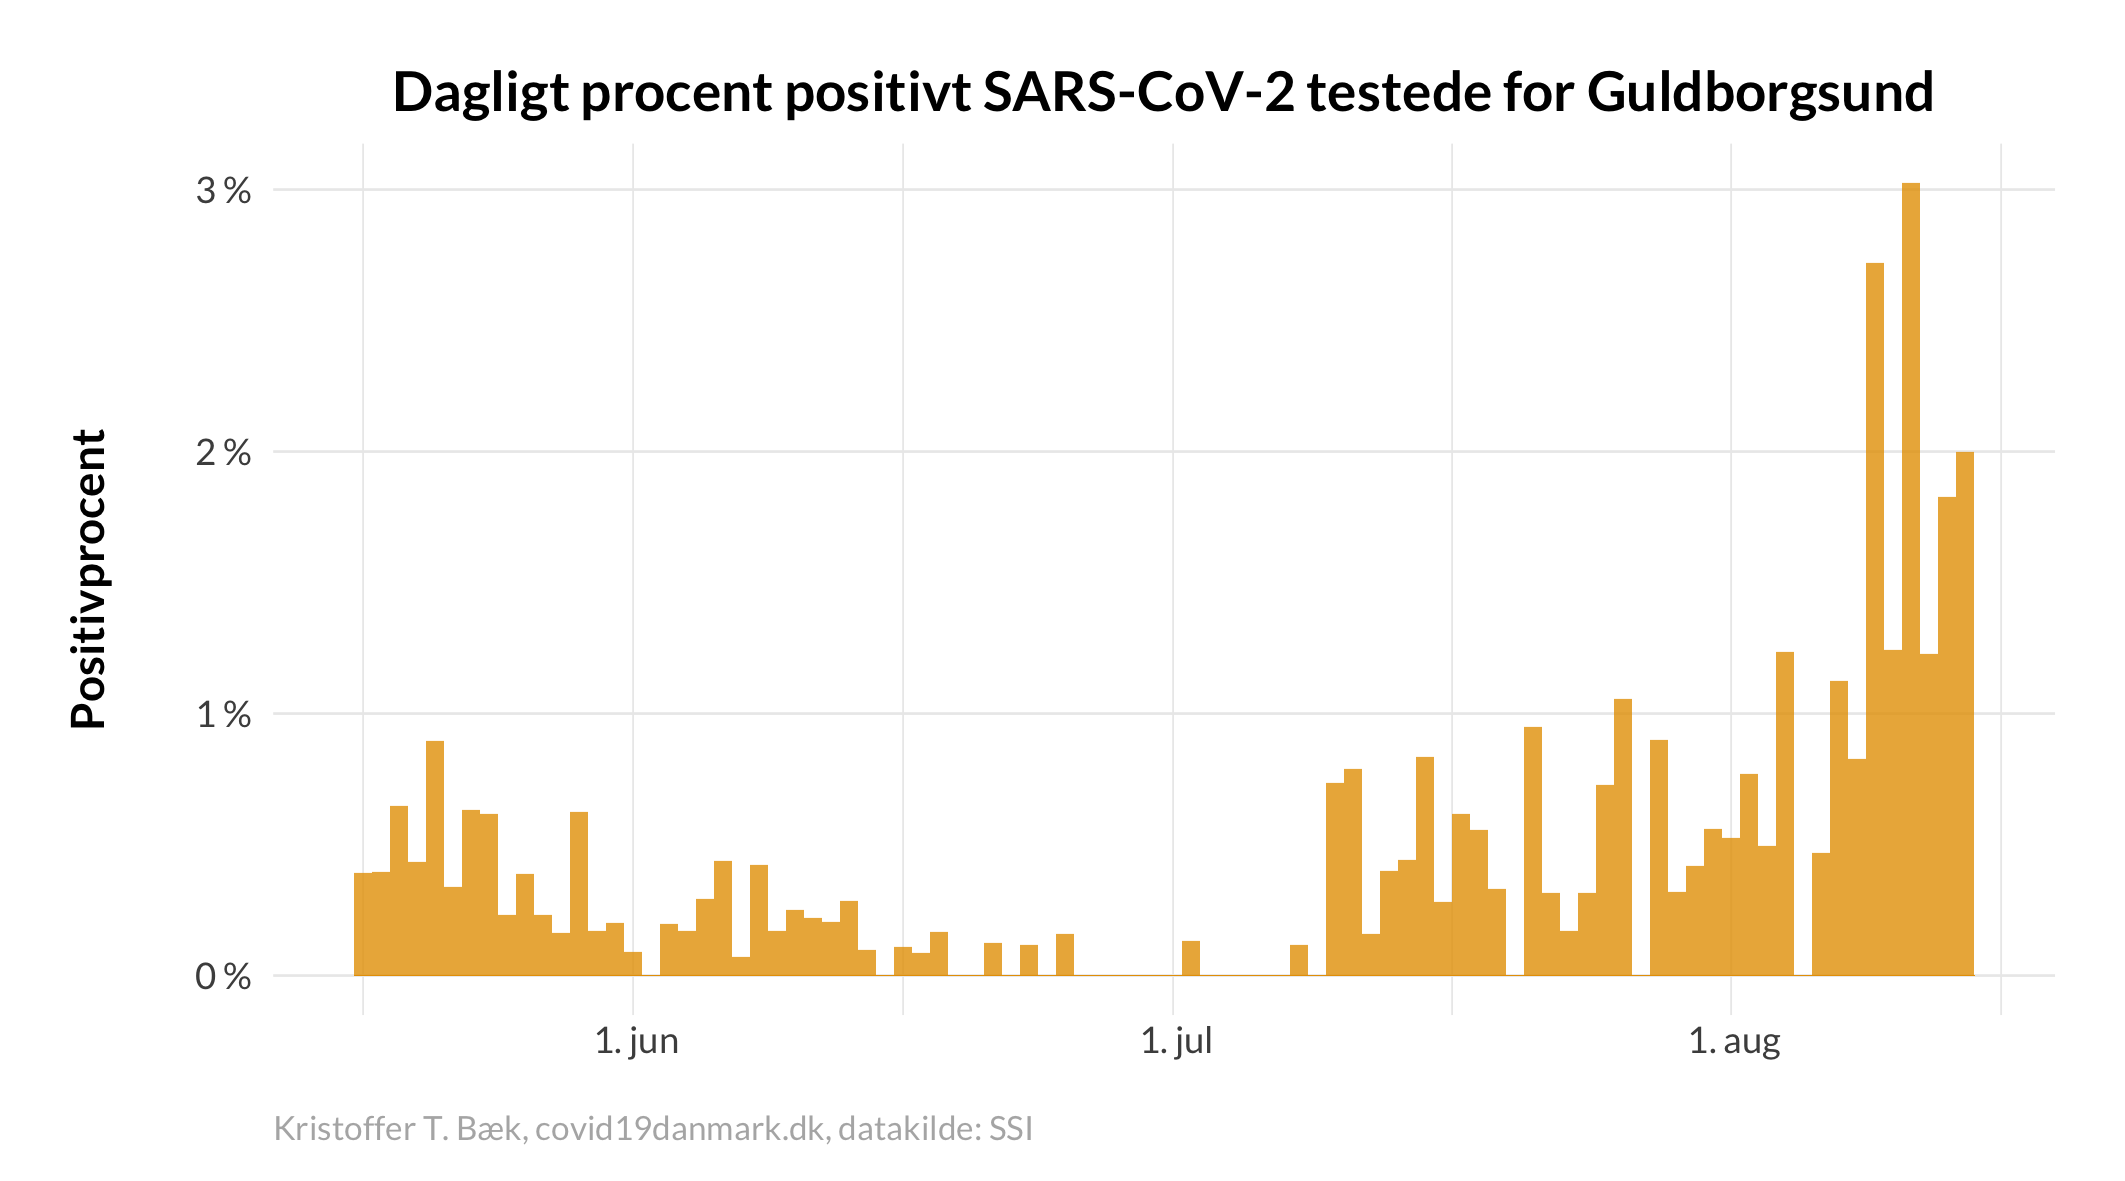 Dagligt procent positivt SARS-CoV-2 testede for Guldborgsund
Positivprocent
3 %
2 %
1 %
0 %
1. jun
1. jul
1. aug
Kristoffer T. Bæk, covid19danmark.dk, datakilde: SSI